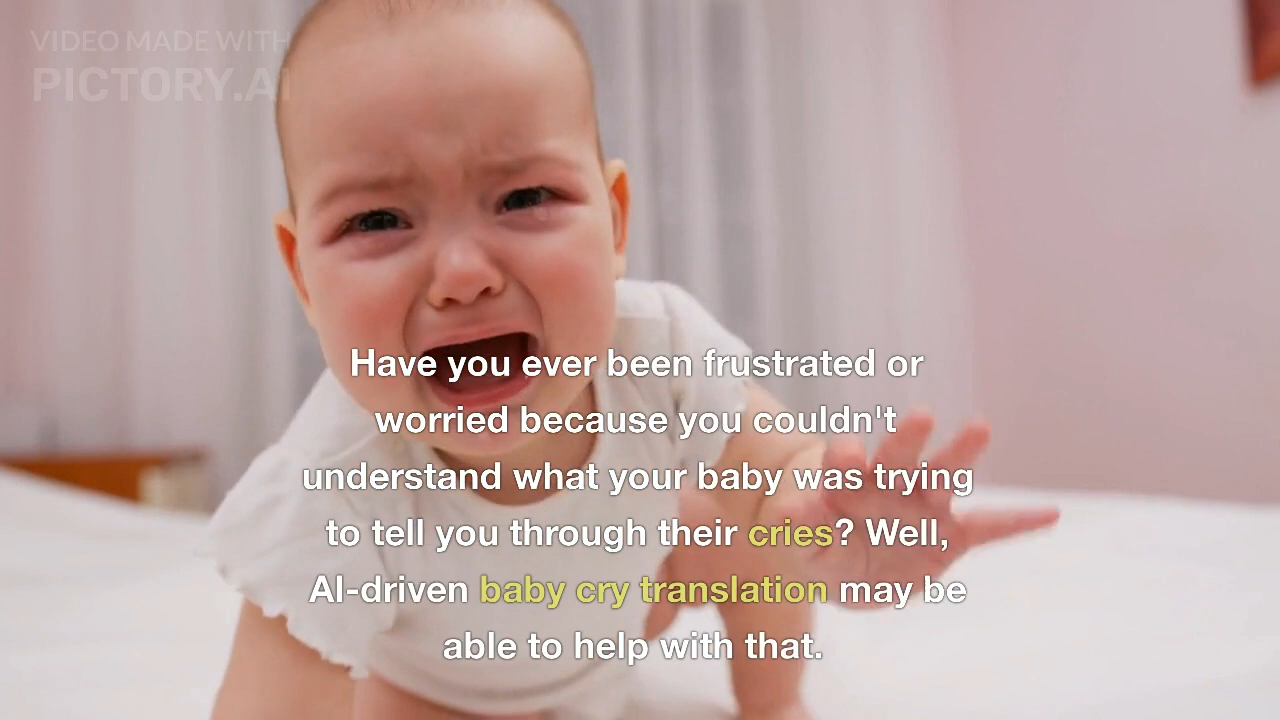 VIDEO MADE WITH
PICTORY.AI
Have you ever been frustrated or
worried because you couldn't
understand what your baby was trying
to tell you through their cries? Well,
AI-driven baby cry translation may be
able to help with that.